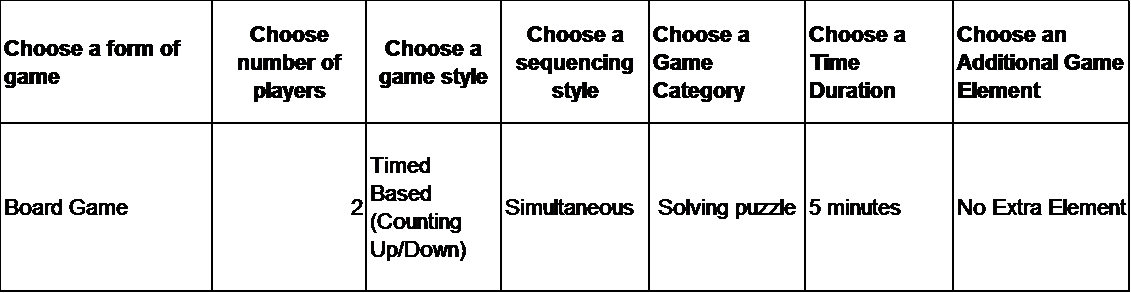 Choose a form of
game
Choose
number of
players
Choose a
game style
Choose a
sequencing
style
Choose a
Game
Category
Choose a
Time
Duration
Choose an
Additional Game
Element
Board Game
2
Timed
Based
(Counting
Up/Down)
Simultaneous
Solving puzzle
5 minutes
No Extra Element